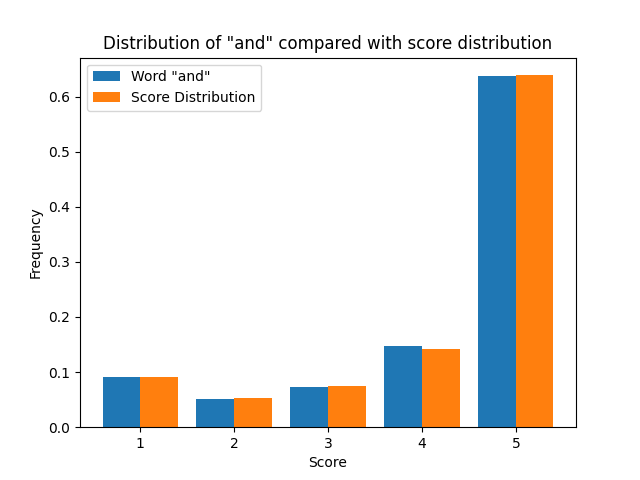 Distribution of "and" compared with score distribution
Word "and"
Score Distribution
Frequency
0.6
0.5
0.4
0.3
0.2
0.1
0.0
1 2 3 4 5
Score